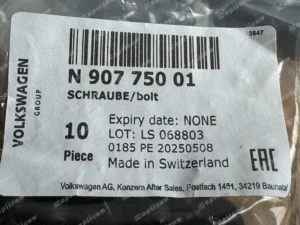 3847
VOLKSWAGEN
GROUP
N 907 750 01
SCHRAUBE/bolt
10
Piece
Expiry date: NONE
LOT: LS 068803
0185 PE 20250508
Made in Switzerland
EAC
Volkswagen AG, Konzern After Sales, Postfach 1451, 34219 Baunatal